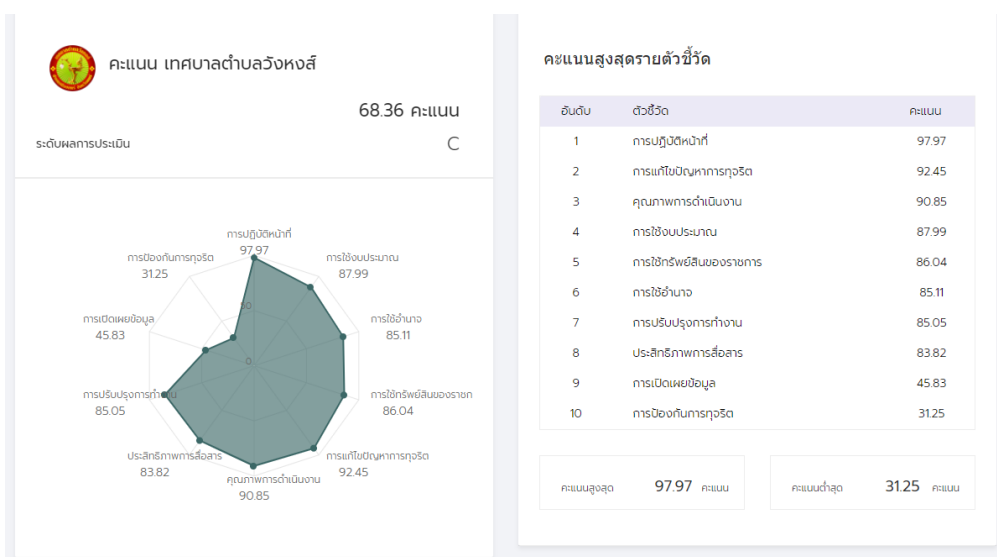 คะแนน เทศบาลตำบลวังหงส์
68.36 คะแนน
ระดับผลการประเมิน C
การปฏิบัติหน้าที่
97.97
การใช้งบประมาณ
87.99
การใช้อำนาจ
85.11
การใช้ทรัพย์สินของราชก
86.04
การแก้ไขปัญหาการทุจริต
92.45
คุณภาพการดำเนินงาน
90.85
ประสิทธิภาพการสื่อสาร
83.82
การปรับปรุงการทำงาน
85.05
การเปิดเผยข้อมูล
45.83
การป้องกันการทุจริต
31.25
50
0
คะแนนสูงสุดรายตัวชี้วัด
อันดับ ตัวชี้วัด คะแนน
1 การปฏิบัติหน้าที่ 97.97
2 การแก้ไขปัญหาการทุจริต 92.45
3 คุณภาพการดำเนินงาน 90.85
4 การใช้งบประมาณ 87.99
5 การใช้ทรัพย์สินของราชการ 86.04
6 การใช้อำนาจ 85.11
7 การปรับปรุงการทำงาน 85.05
8 ประสิทธิภาพการสื่อสาร 83.82
9 การเปิดเผยข้อมูล 45.83
10 การป้องกันการทุจริต 31.25
คะแนนสูงสุด 97.97 คะแนน
คะแนนต่ำสุด 31.25 คะแนน